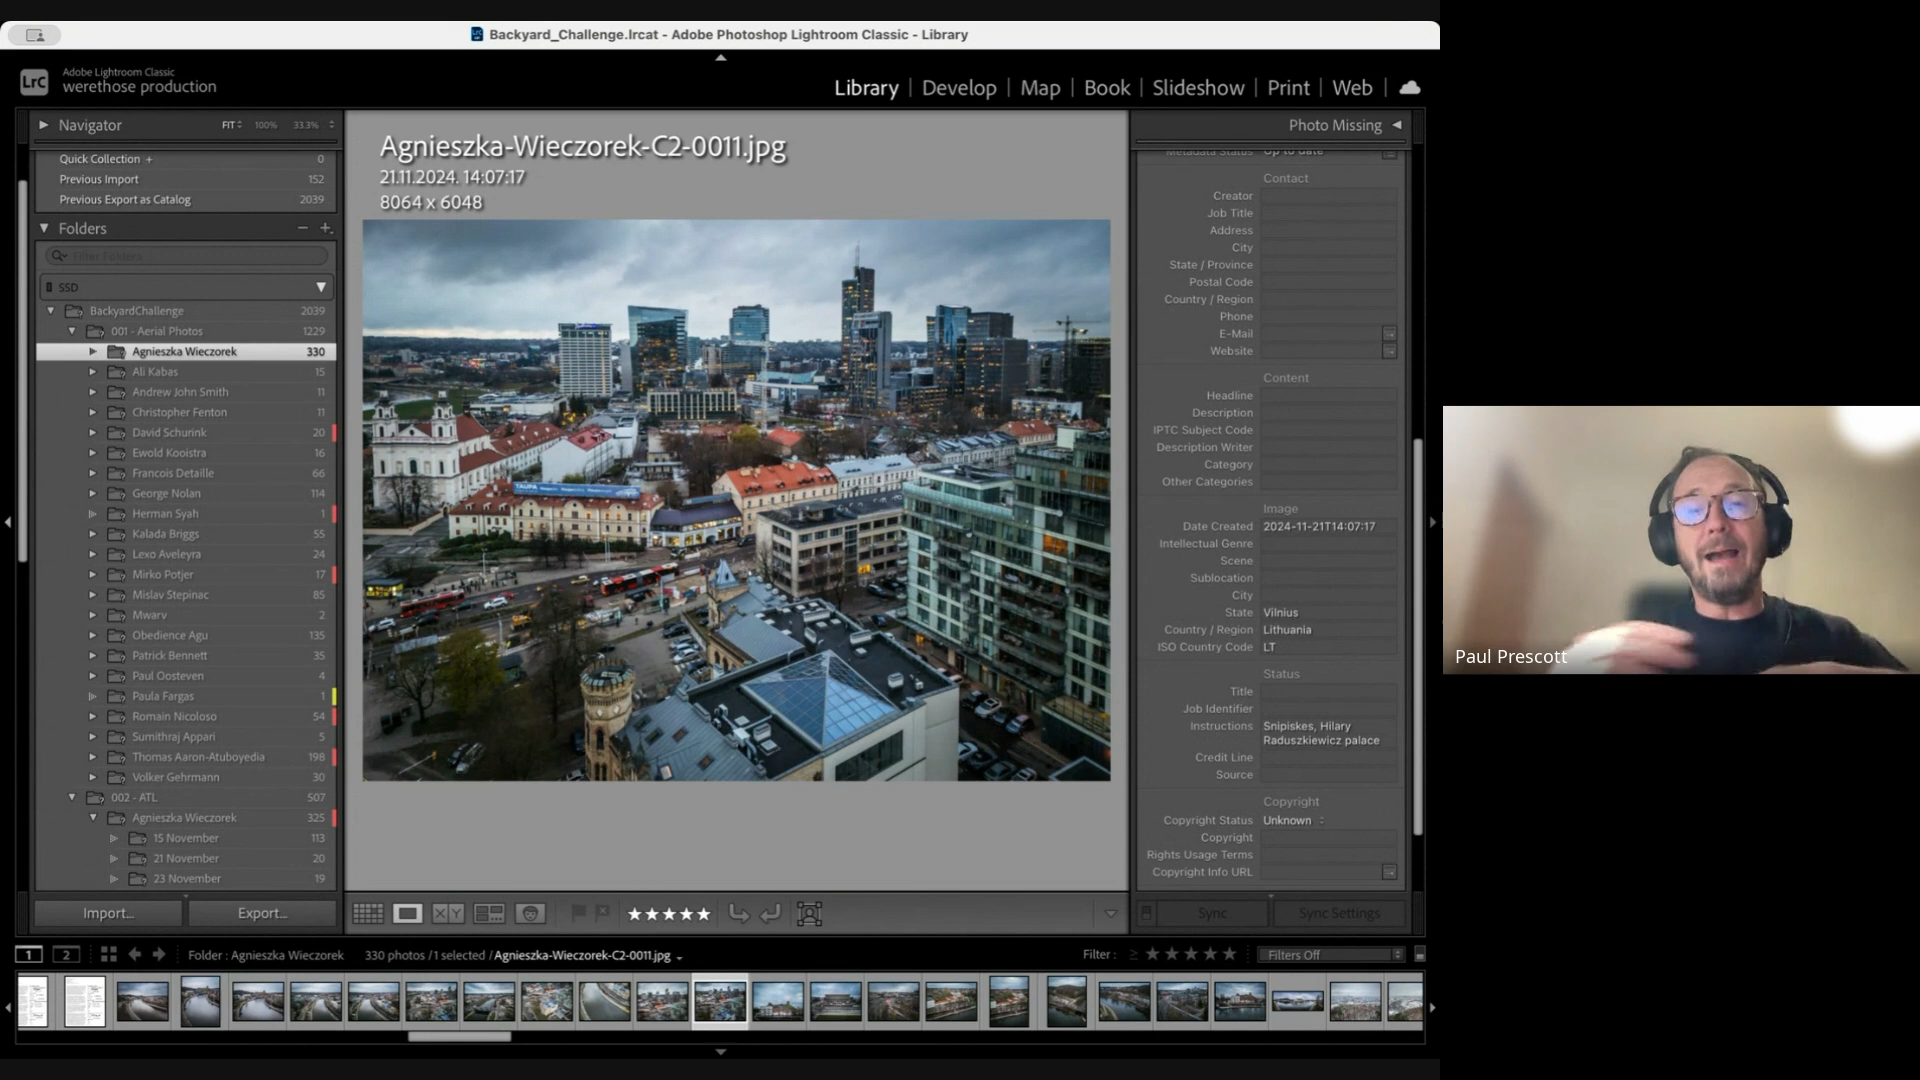 Backyard_Challenge.lrcat - Adobe Photoshop Lightroom Classic - Library
LrC
Adobe Lightroom Classic
werethose production
Library | Develop | Map | Book | Slideshow | Print | Web
Navigator FIT 100% 33.3%
Quick Collection + 0
Previous Import 152
Previous Export as Catalog 2039
Folders
Filter Folders
SSD
BackyardChallenge 2039
001 - Aerial Photos 1229
Agnieszka Wieczorek 330
Ali Kabas 15
Andrew John Smith 11
Christopher Fenton 11
David Schurink 20
Ewold Kooistra 16
Francois Detaille 66
George Nolan 114
Herman Syah 1
Kalada Briggs 55
Lexo Aveleyra 24
Mirko Potjer 17
Mislav Stepinac 85
Mwarv 2
Obedience Agu 135
Patrick Bennett 35
Paul Oosteven 4
Paula Fargas 1
Romain Nicoloso 54
Sumithraj Appari 5
Thomas Aaron-Atuboyedia 198
Volker Gehrmann 30
002 - ATL 507
Agnieszka Wieczorek 325
15 November 113
21 November 20
23 November 19
Import... Export...
Agnieszka-Wieczorek-C2-0011.jpg
21.11.2024. 14:07:17
8064 x 6048
TAUPA
Photo Missing
Metadata Status Up to date
Contact
Creator
Job Title
Address
City
State / Province
Postal Code
Country / Region
Phone
E-Mail
Website
Content
Headline
Description
IPTC Subject Code
Description Writer
Category
Other Categories
Image
Date Created 2024-11-21T14:07:17
Intellectual Genre
Scene
Sublocation
City
State Vilnius
Country / Region Lithuania
ISO Country Code LT
Status
Title
Job Identifier
Instructions Snipiskes, Hilary
Raduszkiewicz palace
Credit Line
Source
Copyright
Copyright Status Unknown
Copyright
Rights Usage Terms
Copyright Info URL
Sync Sync Settings
X Y
1 2 Folder : Agnieszka Wieczorek 330 photos / 1 selected / Agnieszka-Wieczorek-C2-0011.jpg Filter : Filters Off
Paul Prescott